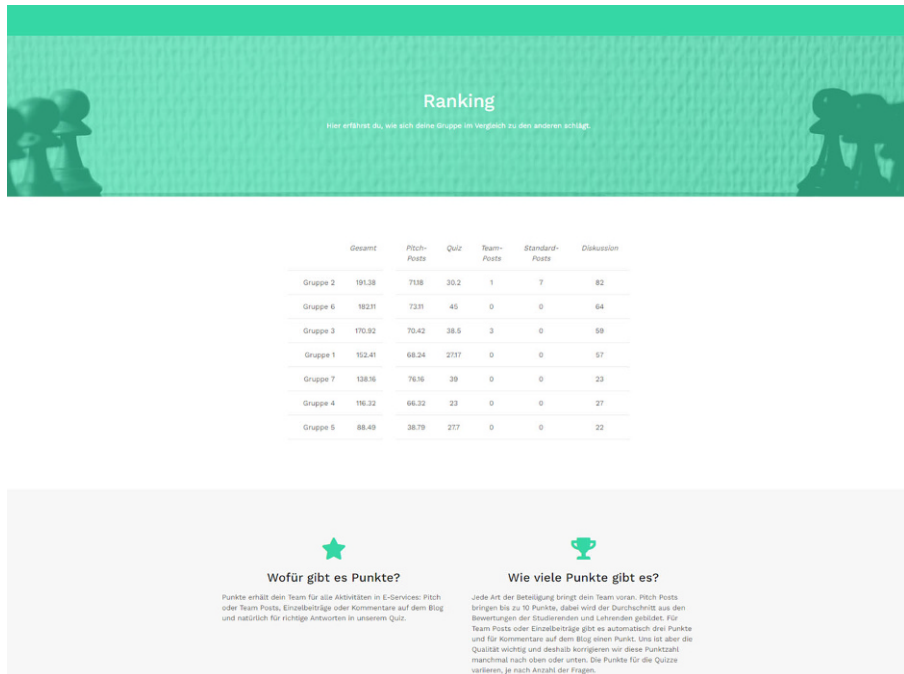 Ranking
Hier erfährst du, wie sich deine Gruppe im Vergleich zu den anderen schlägt.
Gesamt Pitch- Quiz Team- Standard- Diskussion
Posts Posts Posts
Gruppe 2 191.38 71.18 30.2 1 7 82
Gruppe 6 182.11 73.11 45 0 0 64
Gruppe 3 170.92 70.42 38.5 3 0 59
Gruppe 1 152.41 68.24 27.17 0 0 57
Gruppe 7 138.16 76.16 39 0 0 23
Gruppe 4 116.32 66.32 23 0 0 27
Gruppe 5 88.49 38.79 27.7 0 0 22
Wofür gibt es Punkte?
Punkte erhält dein Team für alle Aktivitäten in E-Services: Pitch
oder Team Posts, Einzelbeiträge oder Kommentare auf dem Blog
und natürlich für richtige Antworten in unserem Quiz.
Wie viele Punkte gibt es?
Jede Art der Beteiligung bringt dein Team voran. Pitch Posts
bringen bis zu 10 Punkte, dabei wird der Durchschnitt aus den
Bewertungen der Studierenden und Lehrenden gebildet. Für
Team Posts oder Einzelbeiträge gibt es automatisch drei Punkte
und für Kommentare auf dem Blog einen Punkt. Uns ist aber die
Qualität wichtig und deshalb korrigieren wir diese Punktzahl
manchmal nach oben oder unten. Die Punkte für die Quizze
variieren, je nach Anzahl der Fragen.